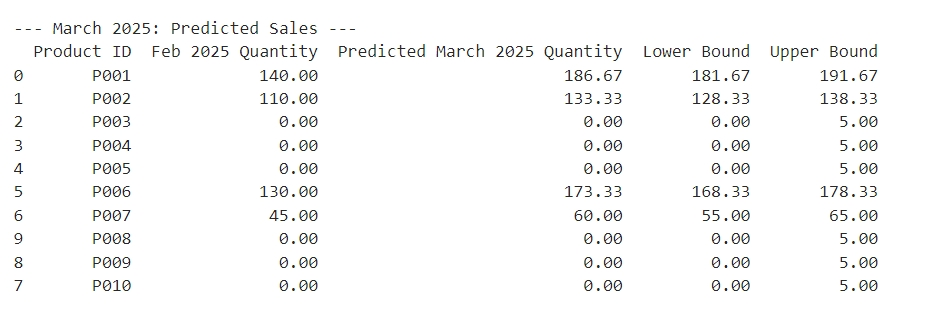 --- March 2025: Predicted Sales ---
Product ID Feb 2025 Quantity Predicted March 2025 Quantity Lower Bound Upper Bound
0 P001 140.00 186.67 181.67 191.67
1 P002 110.00 133.33 128.33 138.33
2 P003 0.00 0.00 0.00 5.00
3 P004 0.00 0.00 0.00 5.00
4 P005 0.00 0.00 0.00 5.00
5 P006 130.00 173.33 168.33 178.33
6 P007 45.00 60.00 55.00 65.00
9 P008 0.00 0.00 0.00 5.00
8 P009 0.00 0.00 0.00 5.00
7 P010 0.00 0.00 0.00 5.00